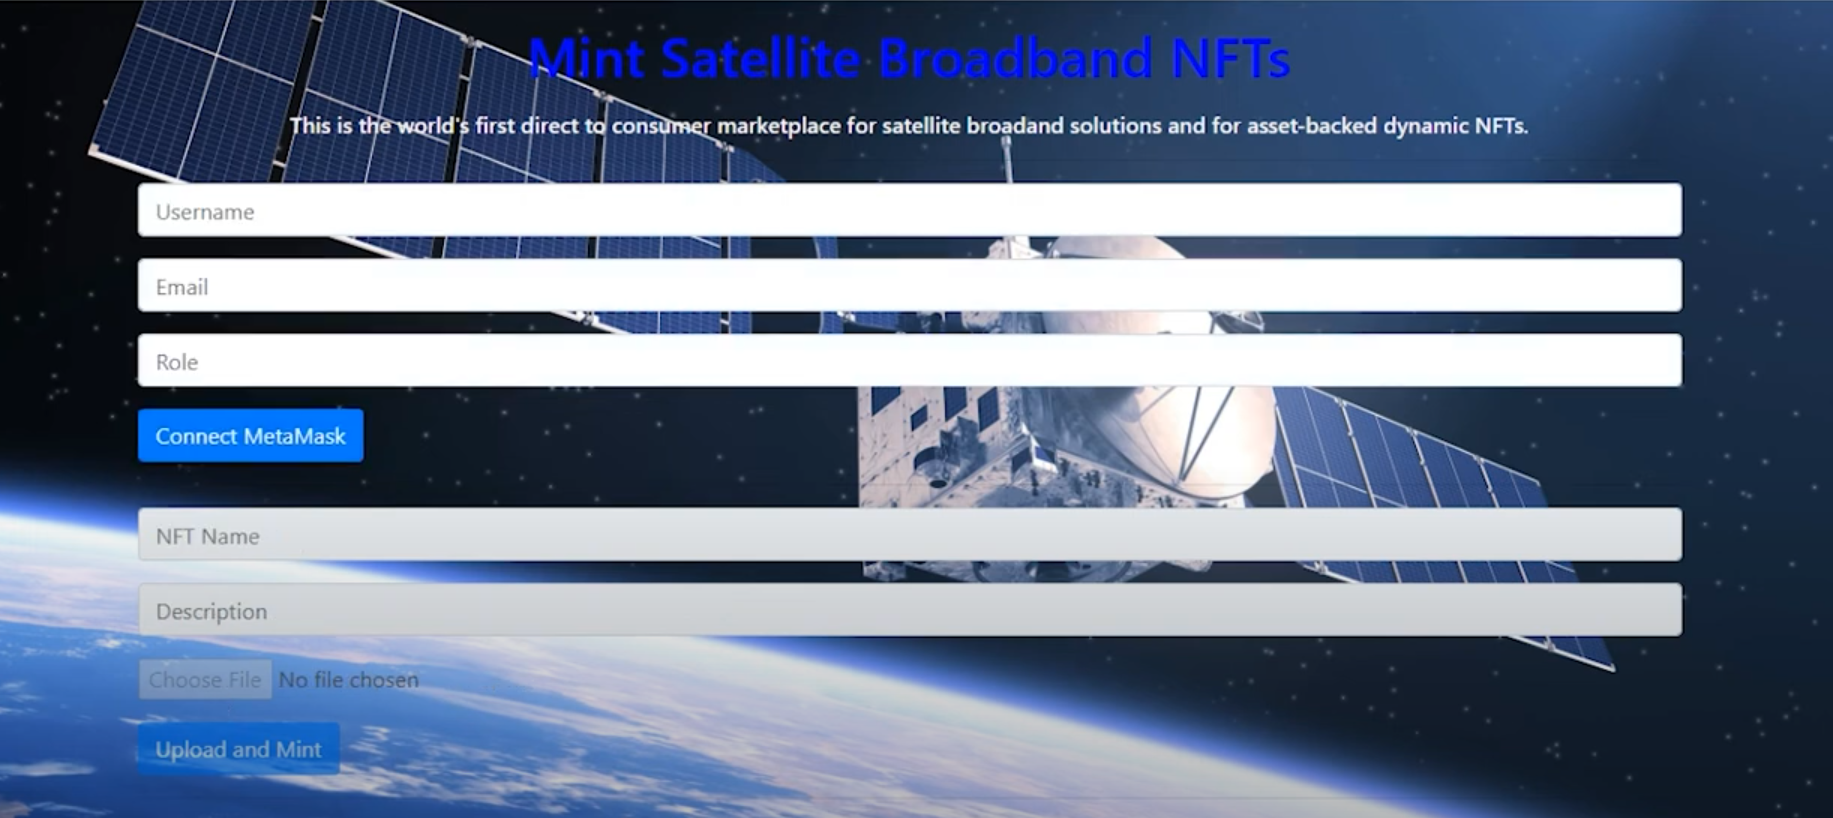 Mint Satellite Broadband NFTs
This is the world's first direct to consumer marketplace for satellite broadand solutions and for asset-backed dynamic NFTs.
Username
Email
Role
Connect MetaMask
NFT Name
Description
Choose File No file chosen
Upload and Mint